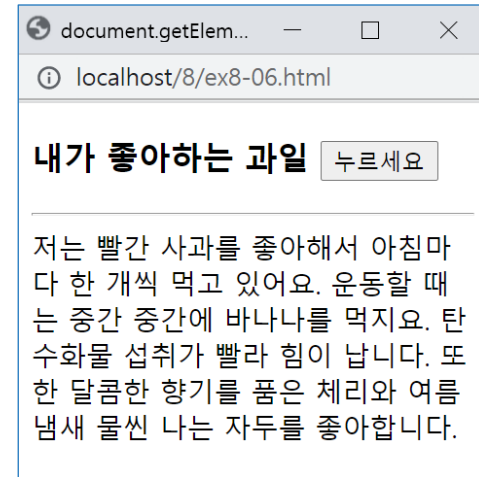 document.getElem...
localhost/8/ex8-06.html
내가 좋아하는 과일 누르세요
저는 빨간 사과를 좋아해서 아침마
다 한 개씩 먹고 있어요. 운동할 때
는 중간 중간에 바나나를 먹지요. 탄
수화물 섭취가 빨라 힘이 납니다. 또
한 달콤한 향기를 품은 체리와 여름
냄새 물씬 나는 자두를 좋아합니다.